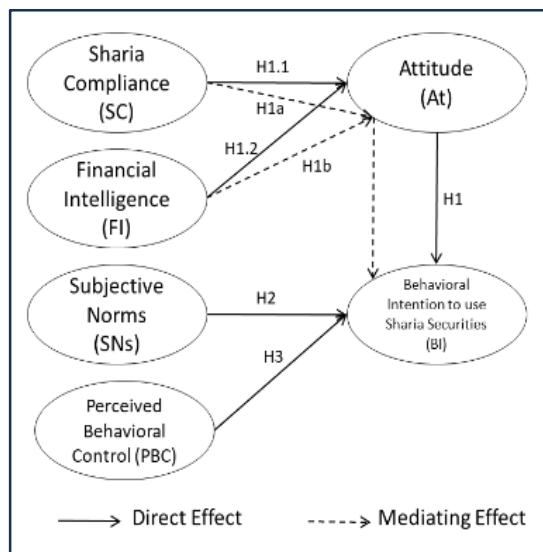 Sharia
Compliance
(SC)
H1.1
Attitude
(At)
H1a
H1.2
H1b
Financial
Intelligence
(FI)
H1
Subjective
Norms
(SNs)
H2
Behavioral
Intention to use
Sharia Securities
(BI)
H3
Perceived
Behavioral
Control (PBC)
Direct Effect
Mediating Effect